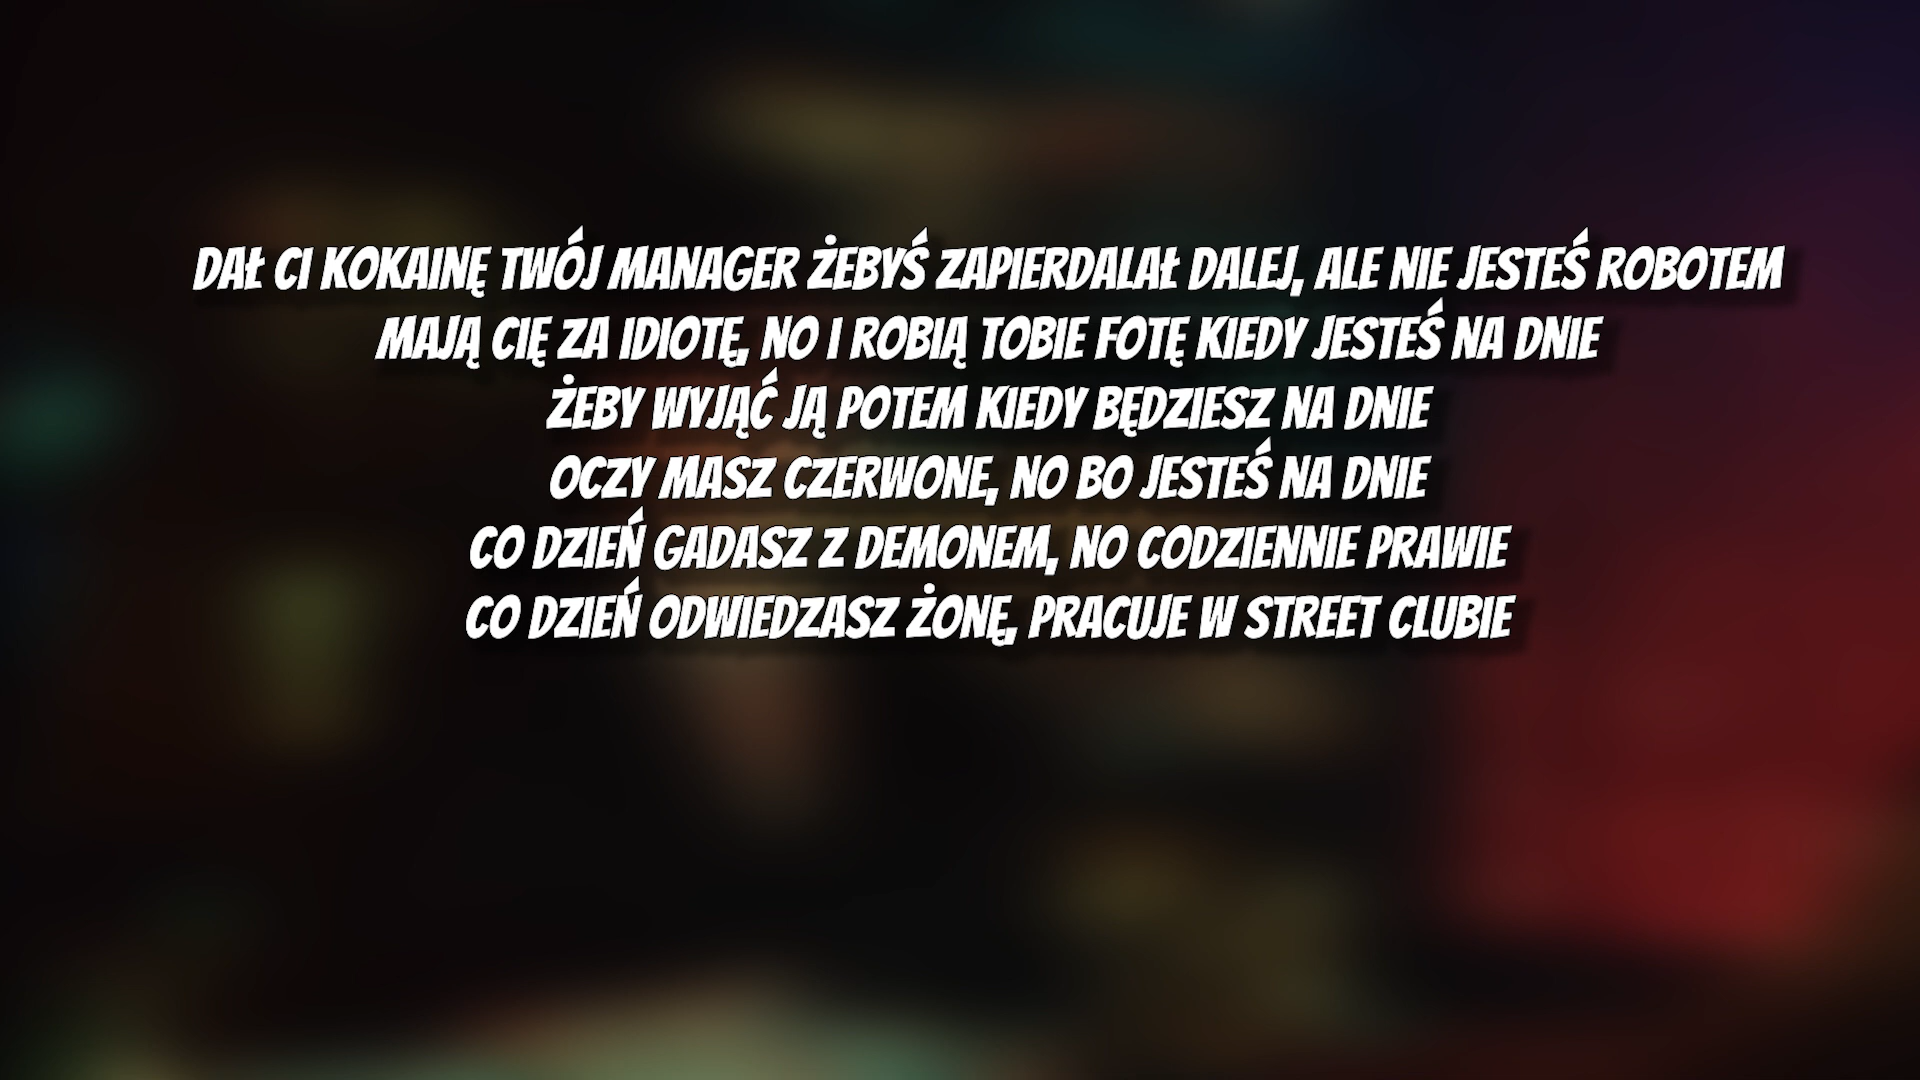 DAŁ CI KOKAINĘ TWÓJ MANAGER ŻEBYŚ ZAPIERDALAŁ DALEJ, ALE NIE JESTEŚ ROBOTEM
MAJĄ CIĘ ZA IDIOTĘ, NO I ROBIĄ TOBIE FOTĘ KIEDY JESTEŚ NA DNIE
ŻEBY WYJĄĆ JĄ POTEM KIEDY BĘDZIESZ NA DNIE
OCZY MASZ CZERWONE, NO BO JESTEŚ NA DNIE
CO DZIEŃ GADASZ Z DEMONEM, NO CODZIENNIE PRAWIE
CO DZIEŃ ODWIEDZASZ ŻONĘ, PRACUJE W STREET CLUBIE